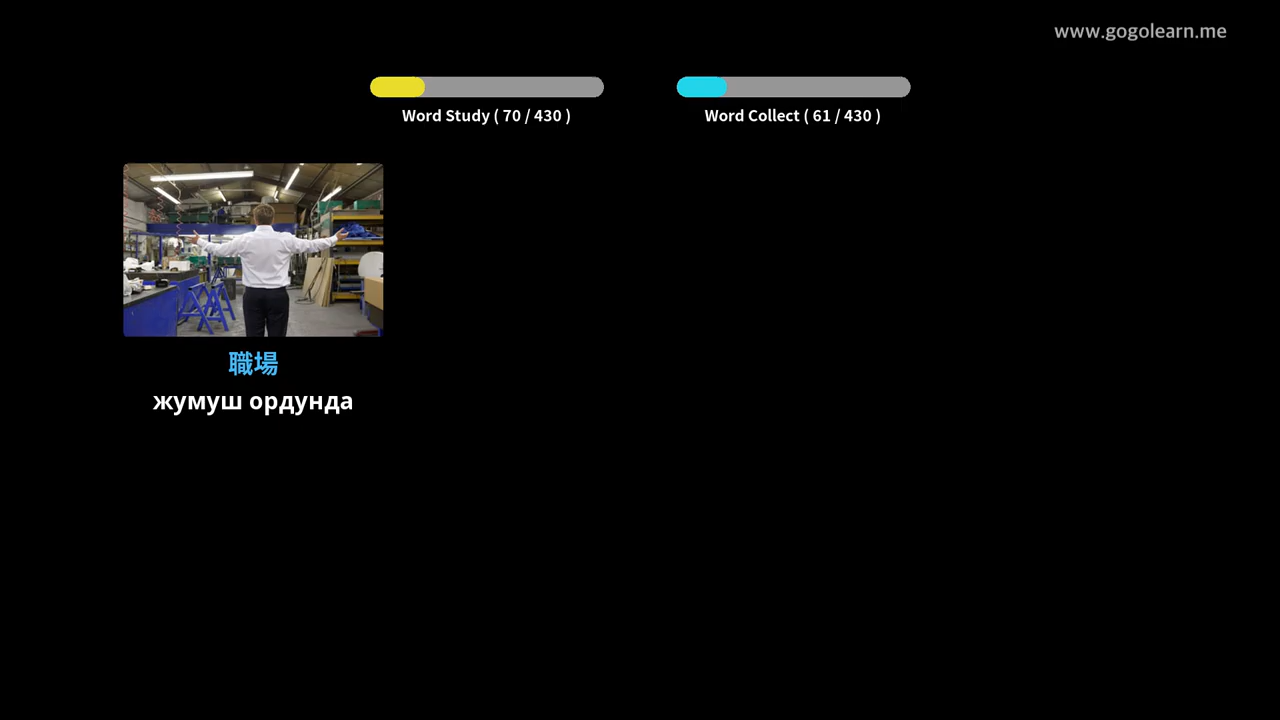 www.gogolearn.me
Word Study ( 70 / 430 )
Word Collect ( 61 / 430 )
職場
жумуш ордунда